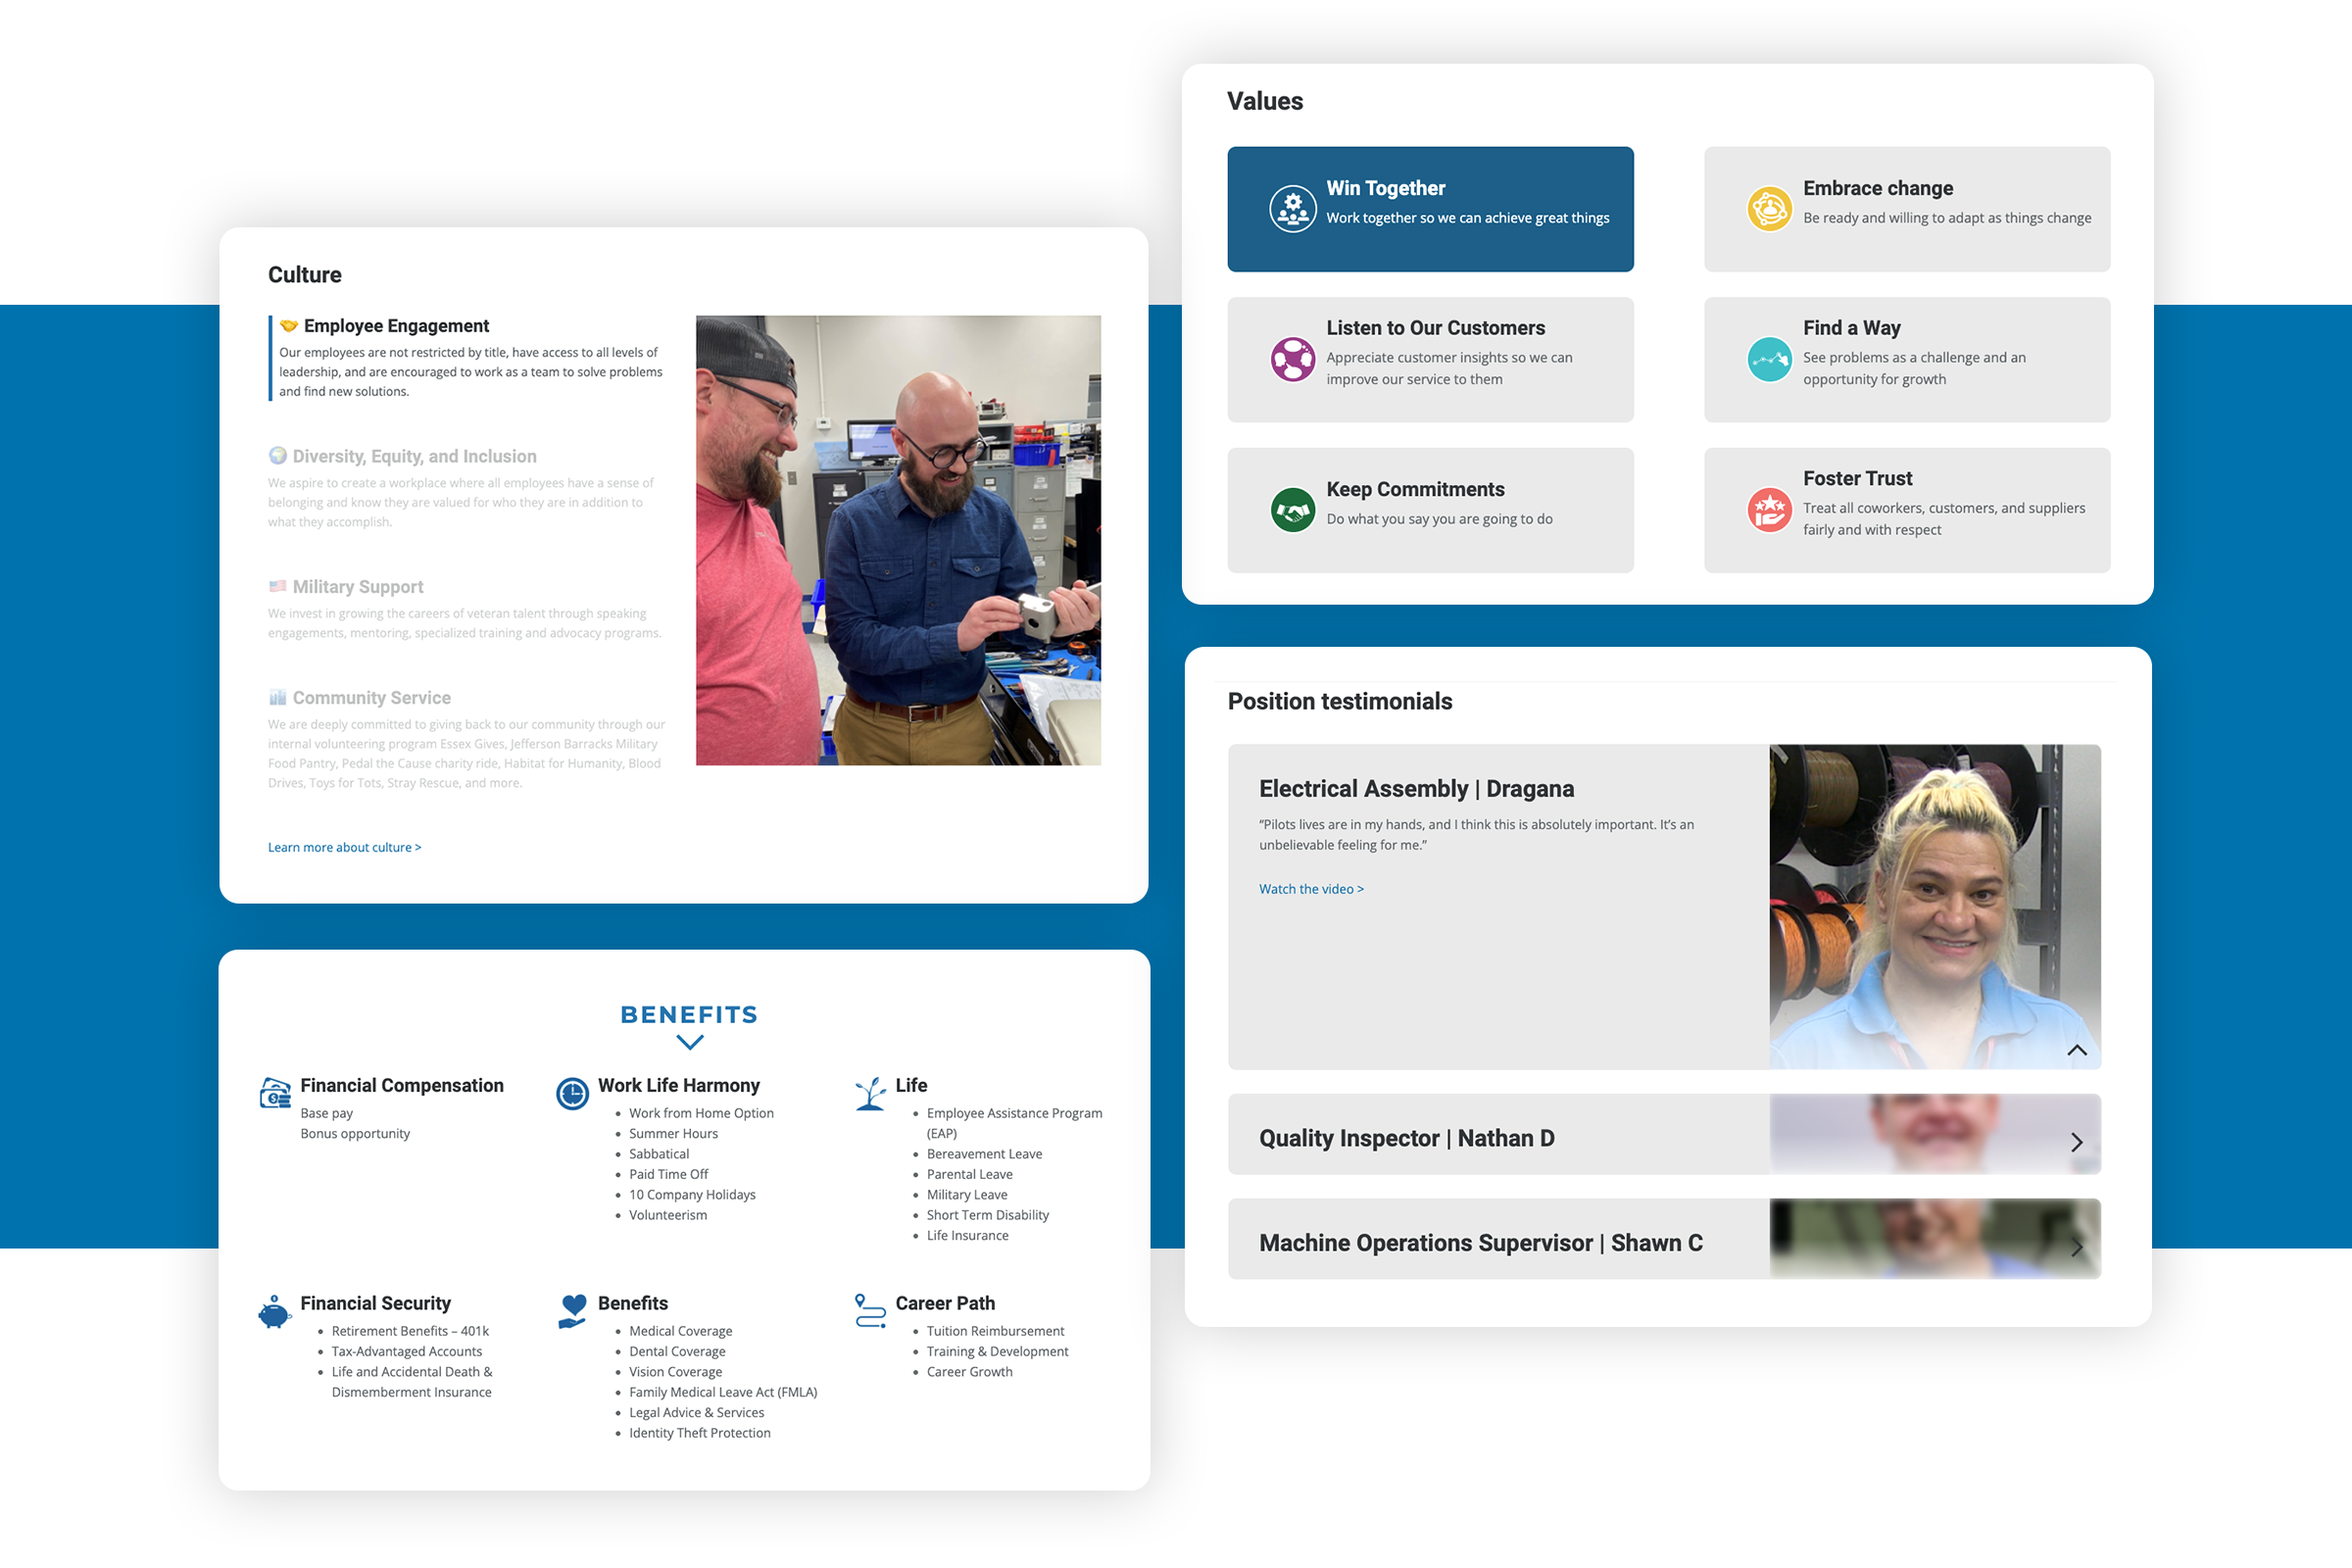 Culture
🤝 Employee Engagement
Our employees are not restricted by title, have access to all levels of
leadership, and are encouraged to work as a team to solve problems
and find new solutions.
🌍 Diversity, Equity, and Inclusion
We aspire to create a workplace where all employees have a sense of
belonging and know they are valued for who they are in addition to
what they accomplish.
🇺🇸 Military Support
We invest in growing the careers of veteran talent through speaking
engagements, mentoring, specialized training and advocacy programs.
🏙️ Community Service
We are deeply committed to giving back to our community through our
internal volunteering program Essex Gives, Jefferson Barracks Military
Food Pantry, Pedal the Cause charity ride, Habitat for Humanity, Blood
Drives, Toys for Tots, Stray Rescue, and more.
Learn more about culture >
BENEFITS
Financial Compensation
Base pay
Bonus opportunity
Work Life Harmony
• Work from Home Option
• Summer Hours
• Sabbatical
• Paid Time Off
• 10 Company Holidays
• Volunteerism
Life
• Employee Assistance Program
(EAP)
• Bereavement Leave
• Parental Leave
• Military Leave
• Short Term Disability
• Life Insurance
Financial Security
• Retirement Benefits – 401k
• Tax-Advantaged Accounts
• Life and Accidental Death &
Dismemberment Insurance
Benefits
• Medical Coverage
• Dental Coverage
• Vision Coverage
• Family Medical Leave Act (FMLA)
• Legal Advice & Services
• Identity Theft Protection
Career Path
• Tuition Reimbursement
• Training & Development
• Career Growth
Values
Win Together
Work together so we can achieve great things
Embrace change
Be ready and willing to adapt as things change
Listen to Our Customers
Appreciate customer insights so we can
improve our service to them
Find a Way
See problems as a challenge and an
opportunity for growth
Keep Commitments
Do what you say you are going to do
Foster Trust
Treat all coworkers, customers, and suppliers
fairly and with respect
Position testimonials
Electrical Assembly | Dragana
“Pilots lives are in my hands, and I think this is absolutely important. It’s an
unbelievable feeling for me.”
Watch the video >
Quality Inspector | Nathan D
Machine Operations Supervisor | Shawn C